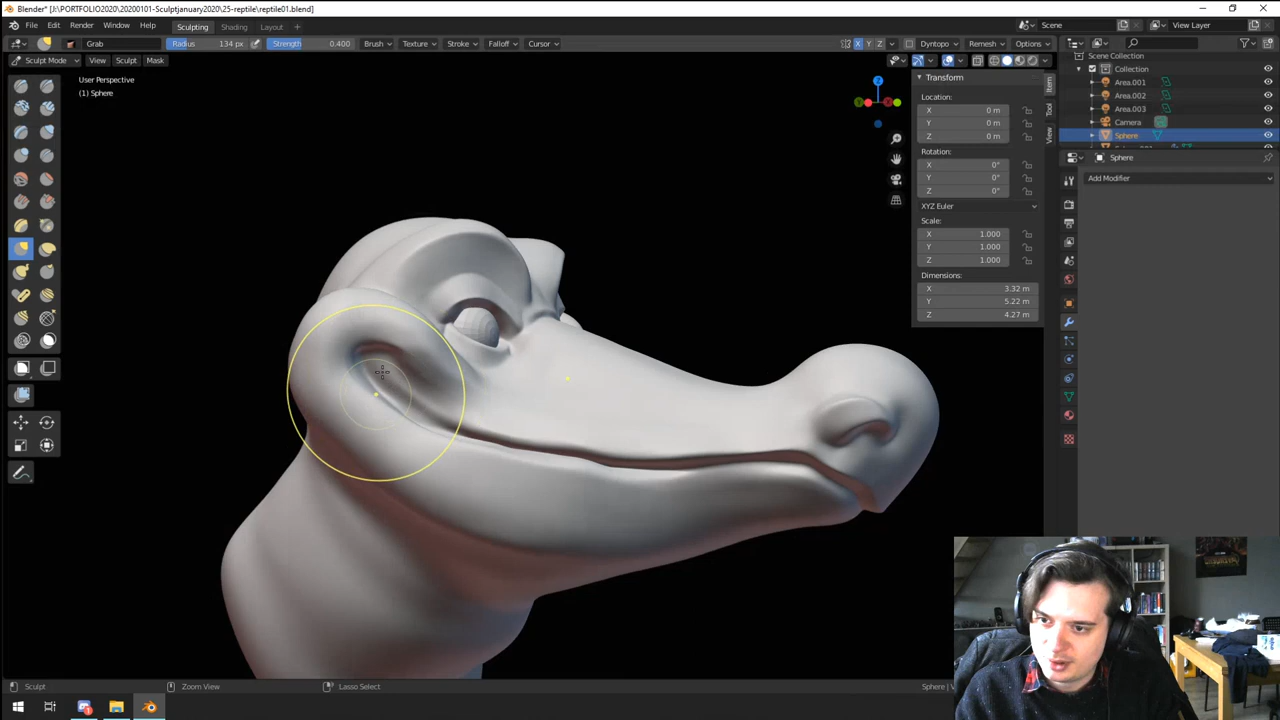 Blender* [J:\PORTFOLIO2020\20200101-Sculptjanuary2020\25-reptile\reptile01.blend]
File Edit Render Window Help Sculpting Shading Layout Scene View Layer
Grab Radius 134 px Strength 0.400 Brush Texture Stroke Falloff Cursor X Y Z Dyntopo Remesh Options
Sculpt Mode View Sculpt Mask
Scene Collection
Collection
Area.001
Area.002
Area.003
Camera
Sphere
User Perspective
(1) Sphere
Transform
Location:
X 0 m
Y 0 m
Z 0 m
Rotation:
X 0°
Y 0°
Z 0°
XYZ Euler
Scale:
X 1.000
Y 1.000
Z 1.000
Dimensions:
X 3.32 m
Y 5.22 m
Z 4.27 m
Item
Tool
View
Z
Sphere
Add Modifier
Sculpt Zoom View Lasso Select Sphere |